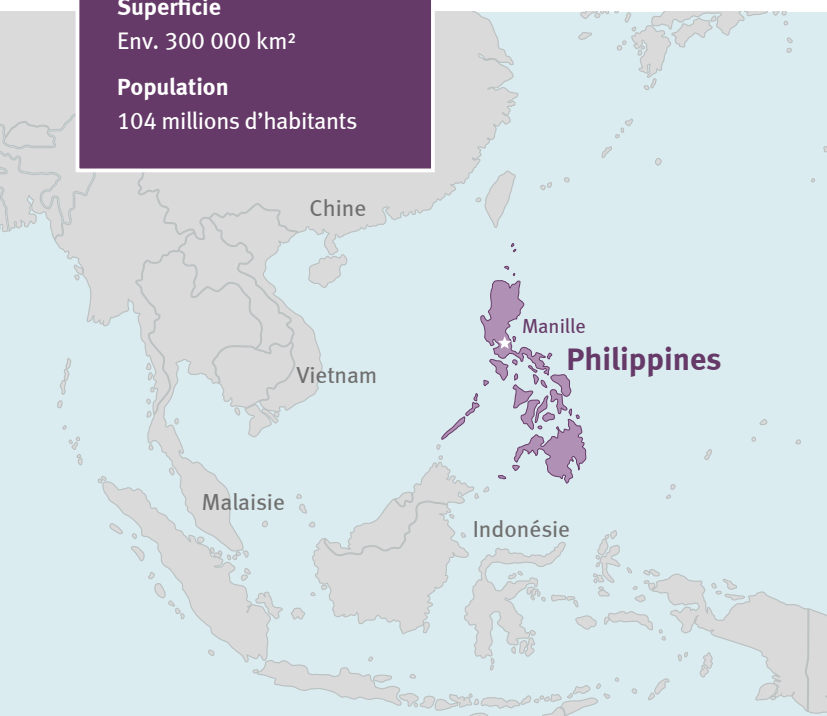 Superficie
Env. 300 000 km²
Population
104 millions d’habitants
Chine
Manille
Philippines
Vietnam
Malaisie
Indonésie